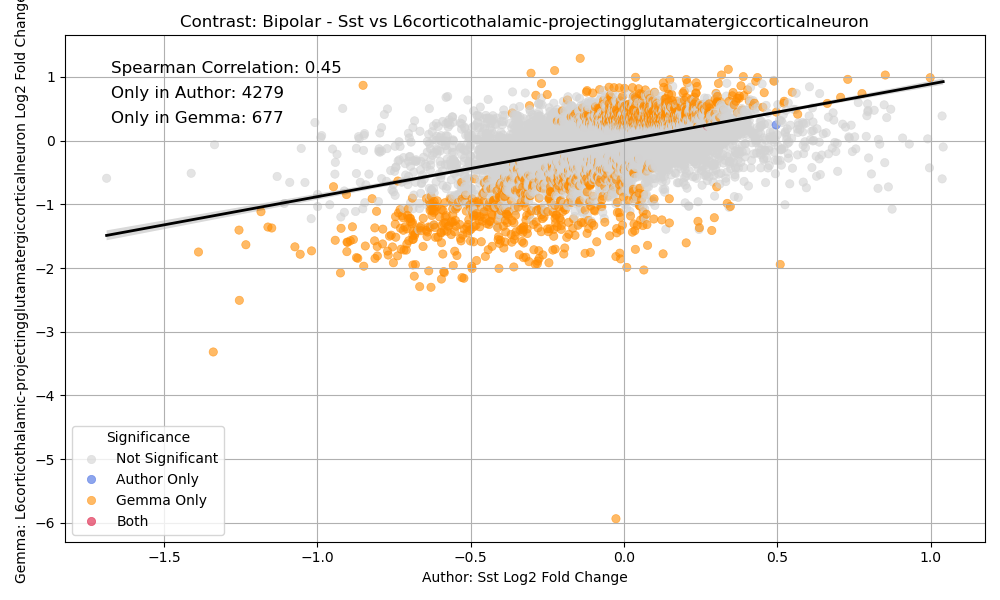 Contrast: Bipolar - Sst vs L6corticothalamic-projectingglutamatergiccorticalneuron
Gemma: L6corticothalamic-projectingglutamatergiccorticalneuron Log2 Fold Change
Spearman Correlation: 0.45
Only in Author: 4279
Only in Gemma: 677
1
0
−1
−2
−3
−4
−5
−6
Significance
Not Significant
Author Only
Gemma Only
Both
−1.5
−1.0
−0.5
0.0
0.5
1.0
Author: Sst Log2 Fold Change